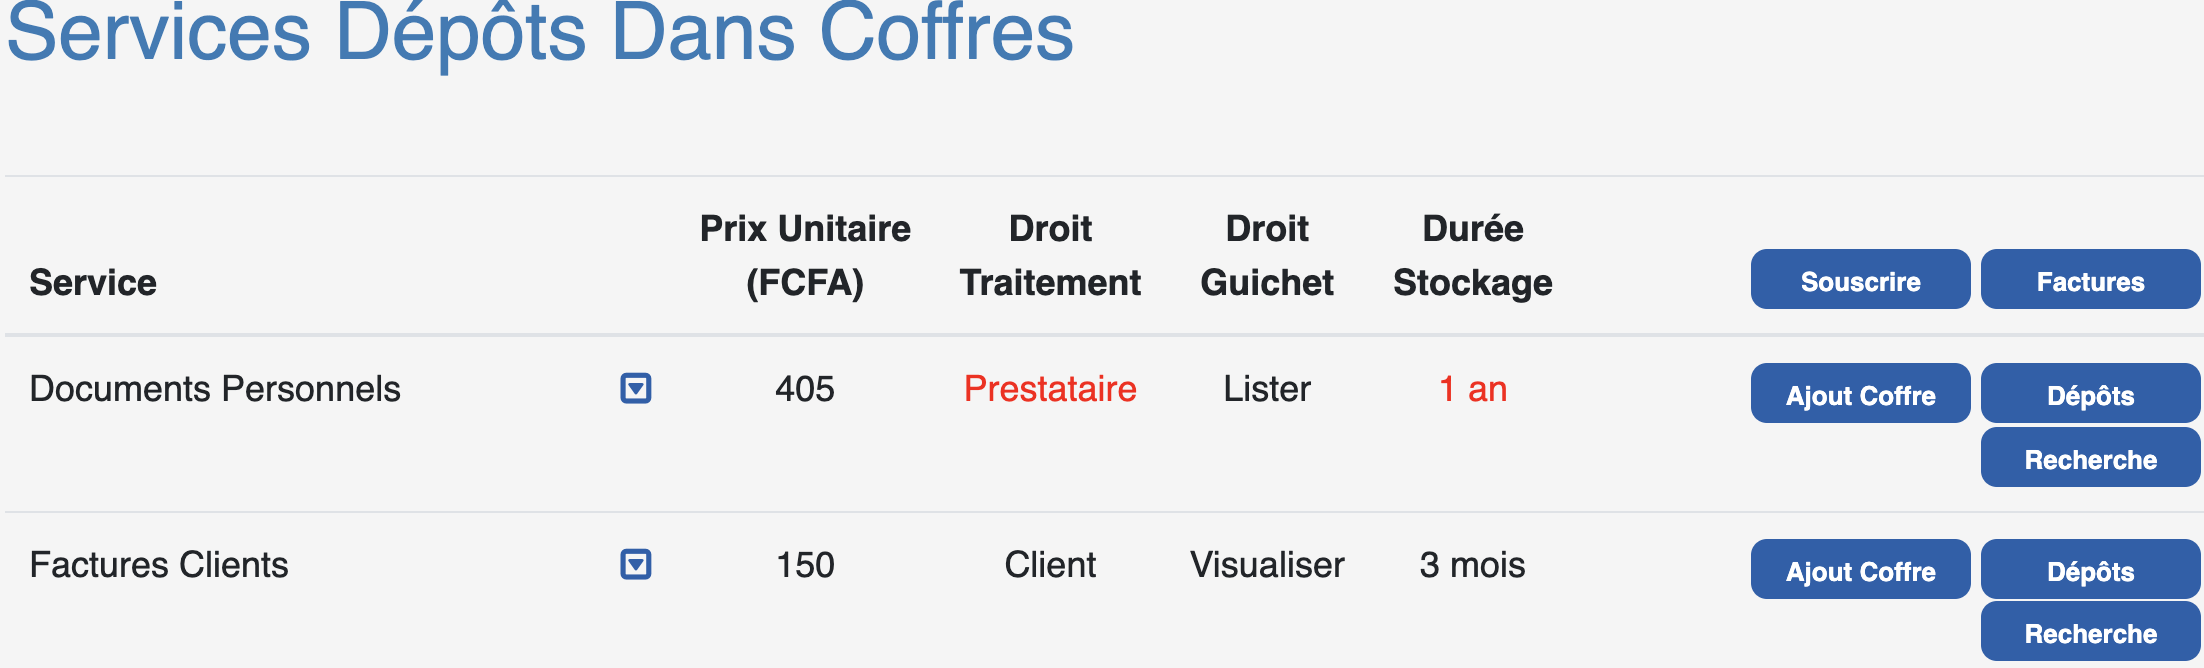 Services Dépôts Dans Coffres
Service Prix Unitaire (FCFA) Droit Traitement Droit Guichet Durée Stockage Souscrire Factures
Documents Personnels 405 Prestataire Lister 1 an Ajout Coffre Dépôts
Recherche
Factures Clients 150 Client Visualiser 3 mois Ajout Coffre Dépôts
Recherche